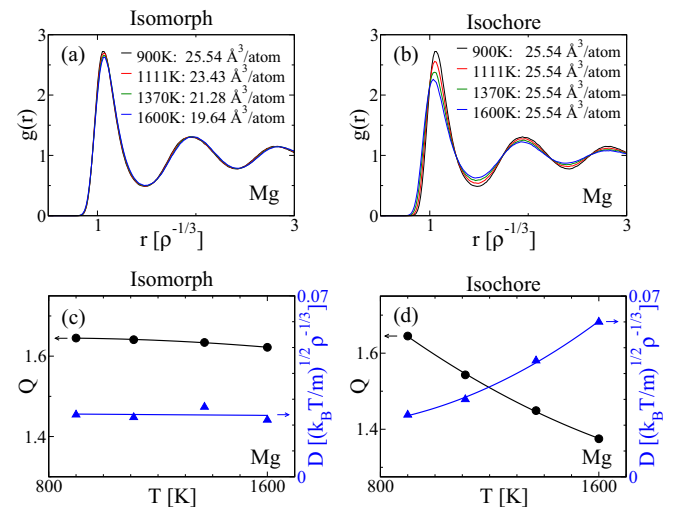 Isomorph
(a)
900K: 25.54 Å³/atom
1111K: 23.43 Å³/atom
1370K: 21.28 Å³/atom
1600K: 19.64 Å³/atom
Mg
g(r)
3
2
1
0
1
3
r [ρ^{-1/3}]
Isochore
(b)
900K: 25.54 Å³/atom
1111K: 25.54 Å³/atom
1370K: 25.54 Å³/atom
1600K: 25.54 Å³/atom
Mg
g(r)
3
2
1
0
1
3
r [ρ^{-1/3}]
Isomorph
(c)
Mg
Q
1.6
1.4
800
1600
T [K]
0.07
0
D [(k_B T/m)^{1/2} ρ^{-1/3}]
Isochore
(d)
Mg
Q
1.6
1.4
800
1600
T [K]
0.07
0
D [(k_B T/m)^{1/2} ρ^{-1/3}]